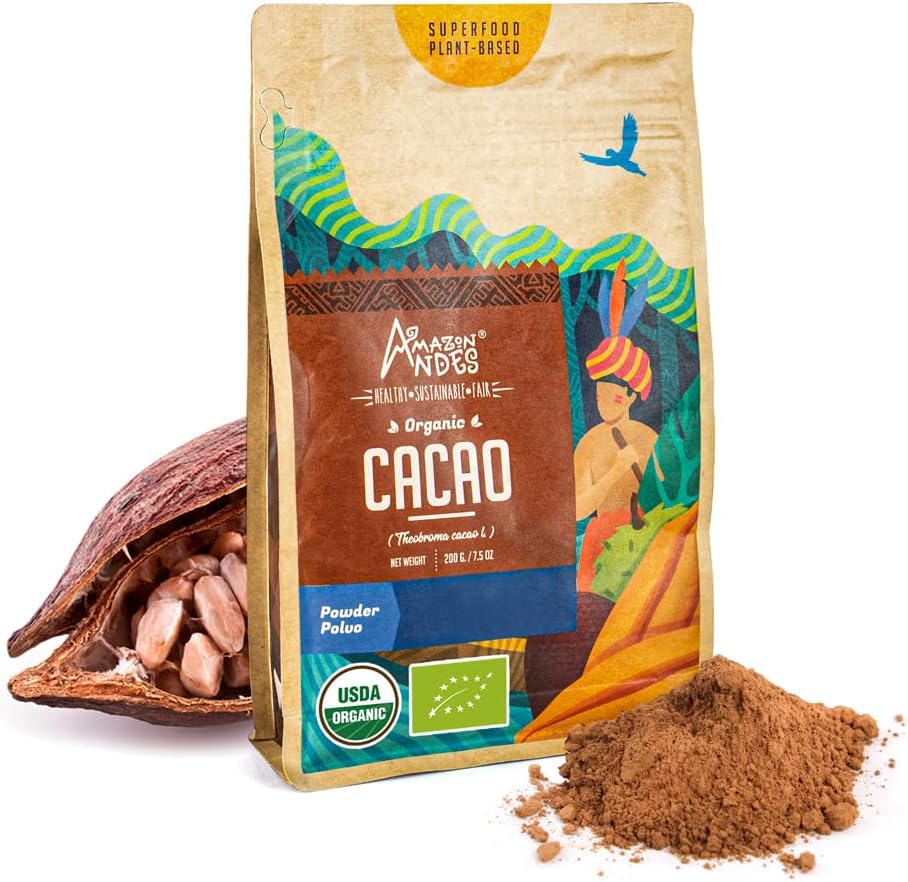 SUPERFOOD
PLANT-BASED
AMAZON®
ANDES
HEALTHY•SUSTAINABLE•FAIR
Organic
CACAO
(Theobroma cacao L.)
NET WEIGHT 200 G. / 7.5 OZ
Powder
Polvo
USDA
ORGANIC